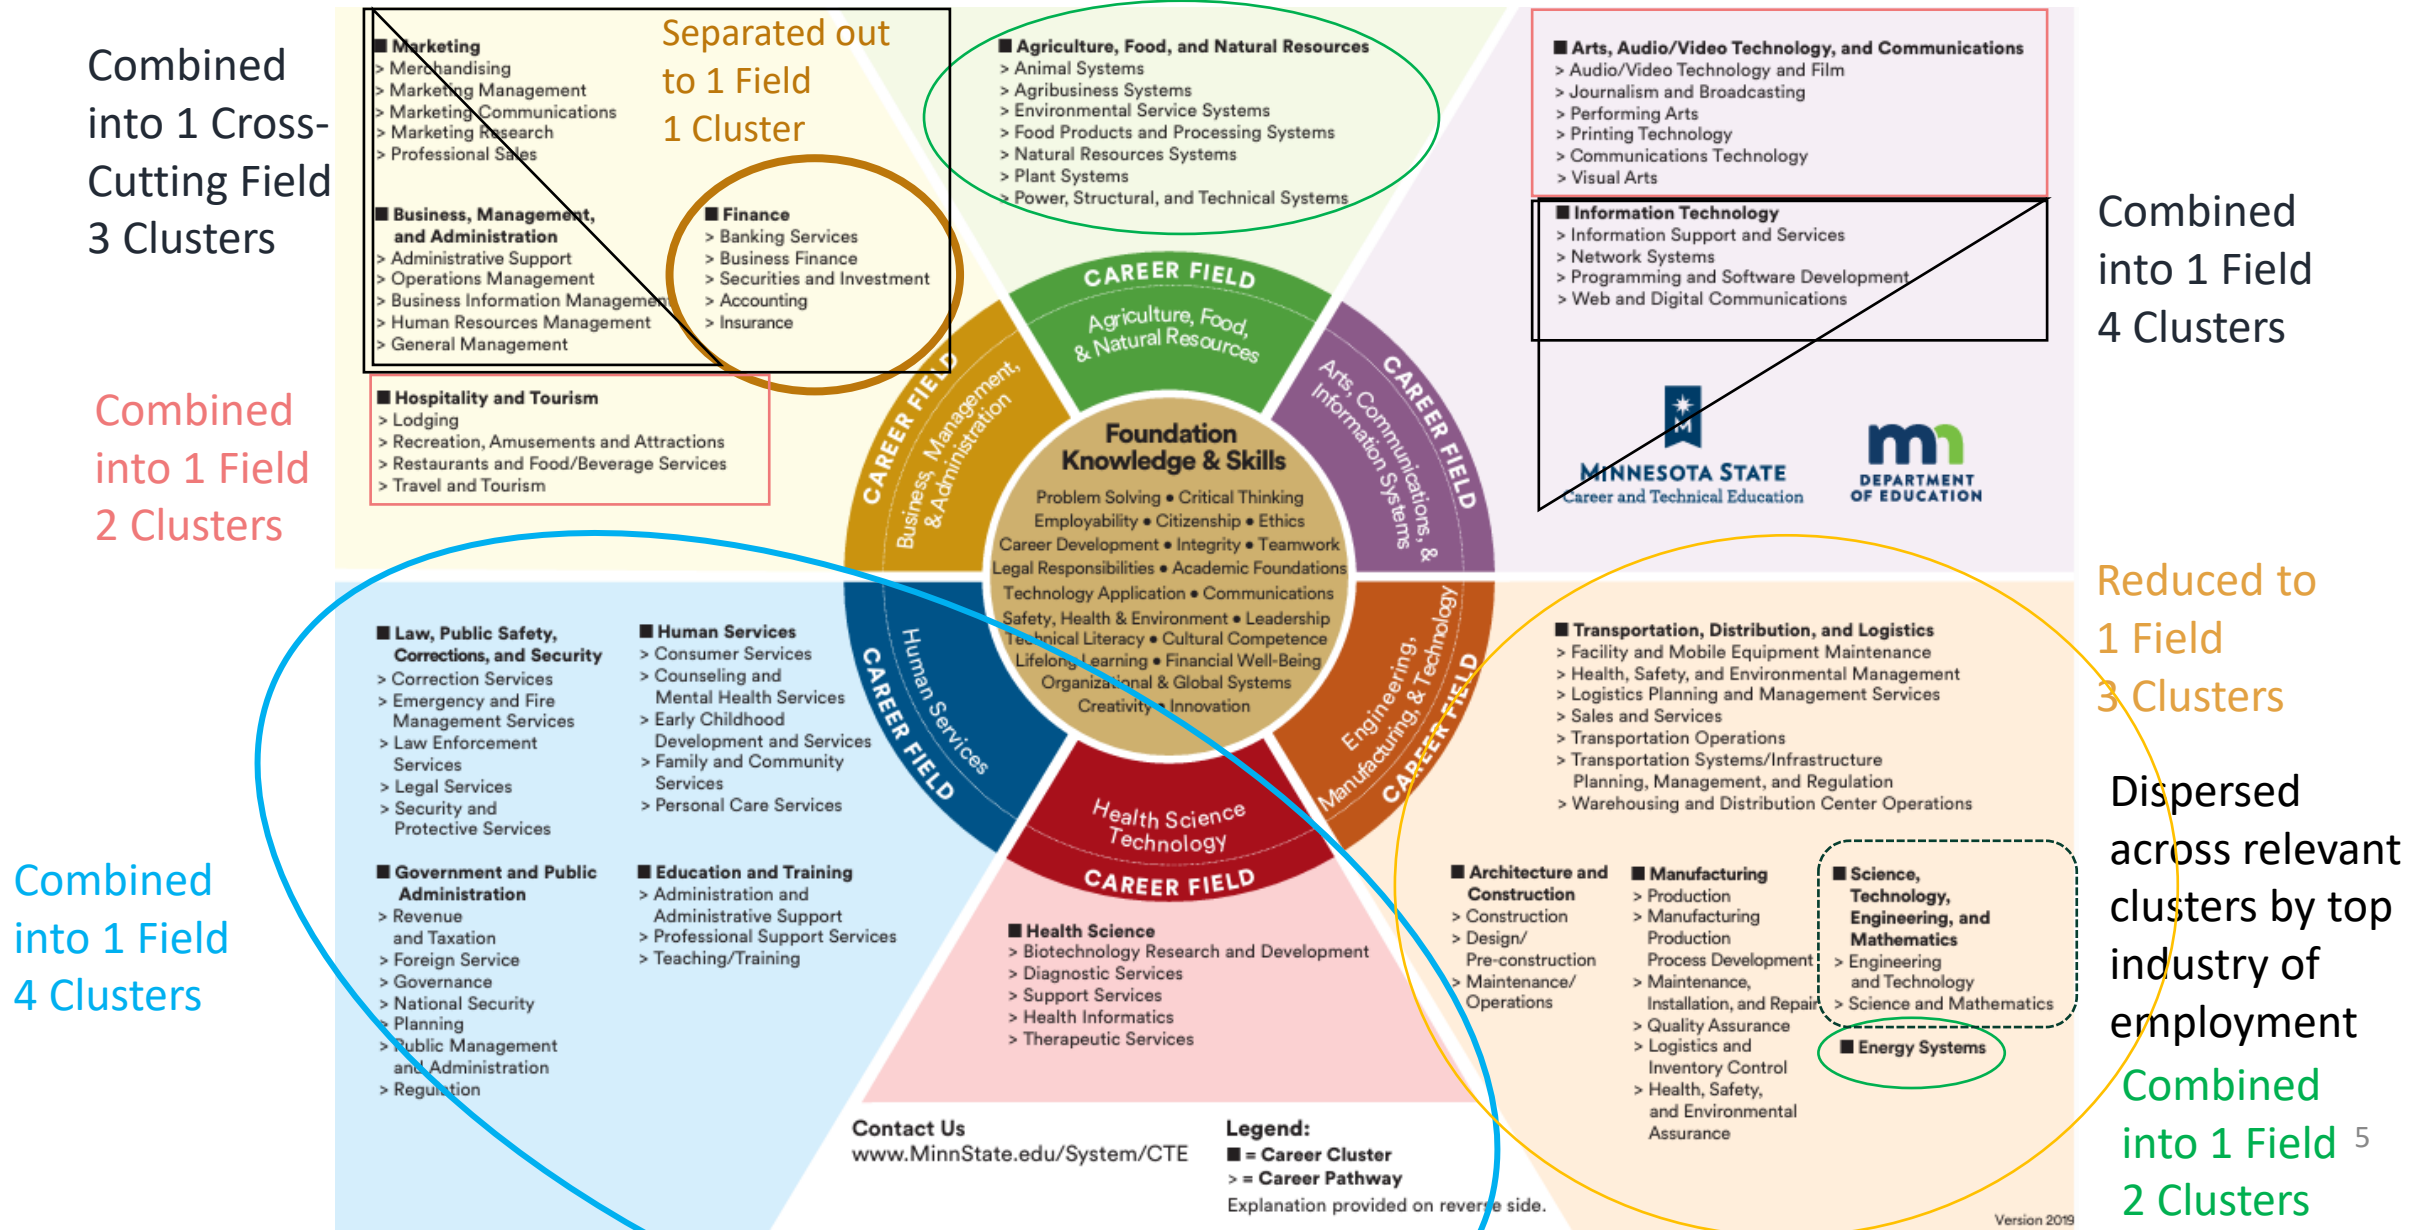 Combined
into 1 Cross-
Cutting Field
3 Clusters
Combined
into 1 Field
2 Clusters
Combined
into 1 Field
4 Clusters
■ Marketing
> Merchandising
> Marketing Management
> Marketing Communications
> Marketing Research
> Professional Sales
Separated out
to 1 Field
1 Cluster
■ Business, Management,
and Administration
> Administrative Support
> Operations Management
> Business Information Management
> Human Resources Management
> General Management
■ Finance
> Banking Services
> Business Finance
> Securities and Investment
> Accounting
> Insurance
■ Hospitality and Tourism
> Lodging
> Recreation, Amusements and Attractions
> Restaurants and Food/Beverage Services
> Travel and Tourism
■ Agriculture, Food, and Natural Resources
> Animal Systems
> Agribusiness Systems
> Environmental Service Systems
> Food Products and Processing Systems
> Natural Resources Systems
> Plant Systems
> Power, Structural, and Technical Systems
■ Arts, Audio/Video Technology, and Communications
> Audio/Video Technology and Film
> Journalism and Broadcasting
> Performing Arts
> Printing Technology
> Communications Technology
> Visual Arts
■ Information Technology
> Information Support and Services
> Network Systems
> Programming and Software Development
> Web and Digital Communications
M
MINNESOTA STATE
Career and Technical Education
mn
DEPARTMENT
OF EDUCATION
Combined
into 1 Field
4 Clusters
CAREER FIELD
Agriculture, Food,
& Natural Resources
CAREER FIELD
Business, Management,
& Administration
CAREER FIELD
Arts, Communications, &
Information Systems
Foundation
Knowledge & Skills
Problem Solving • Critical Thinking
Employability • Citizenship • Ethics
Career Development • Integrity • Teamwork
Legal Responsibilities • Academic Foundations
Technology Application • Communications
Safety, Health & Environment • Leadership
Technical Literacy • Cultural Competence
Lifelong Learning • Financial Well-Being
Organizational & Global Systems
Creativity • Innovation
CAREER FIELD
Human Services
CAREER FIELD
Engineering,
Manufacturing, & Technology
Health Science
Technology
CAREER FIELD
■ Law, Public Safety,
Corrections, and Security
> Correction Services
> Emergency and Fire
Management Services
> Law Enforcement
Services
> Legal Services
> Security and
Protective Services
■ Human Services
> Consumer Services
> Counseling and
Mental Health Services
> Early Childhood
Development and Services
> Family and Community
Services
> Personal Care Services
■ Government and Public
Administration
> Revenue
and Taxation
> Foreign Service
> Governance
> National Security
> Planning
> Public Management
and Administration
> Regulation
■ Education and Training
> Administration and
Administrative Support
> Professional Support Services
> Teaching/Training
■ Health Science
> Biotechnology Research and Development
> Diagnostic Services
> Support Services
> Health Informatics
> Therapeutic Services
■ Transportation, Distribution, and Logistics
> Facility and Mobile Equipment Maintenance
> Health, Safety, and Environmental Management
> Logistics Planning and Management Services
> Sales and Services
> Transportation Operations
> Transportation Systems/Infrastructure
Planning, Management, and Regulation
> Warehousing and Distribution Center Operations
■ Architecture and
Construction
> Construction
> Design/
Pre-construction
> Maintenance/
Operations
■ Manufacturing
> Production
> Manufacturing
Production
Process Development
> Maintenance,
Installation, and Repair
> Quality Assurance
> Logistics and
Inventory Control
> Health, Safety,
and Environmental
Assurance
■ Science,
Technology,
Engineering, and
Mathematics
> Engineering
and Technology
> Science and Mathematics
■ Energy Systems
Reduced to
1 Field
3 Clusters
Dispersed
across relevant
clusters by top
industry of
employment
Combined
into 1 Field
2 Clusters
5
Contact Us
www.MinnState.edu/System/CTE
Legend:
■ = Career Cluster
> = Career Pathway
Explanation provided on reverse side.
Version 2019